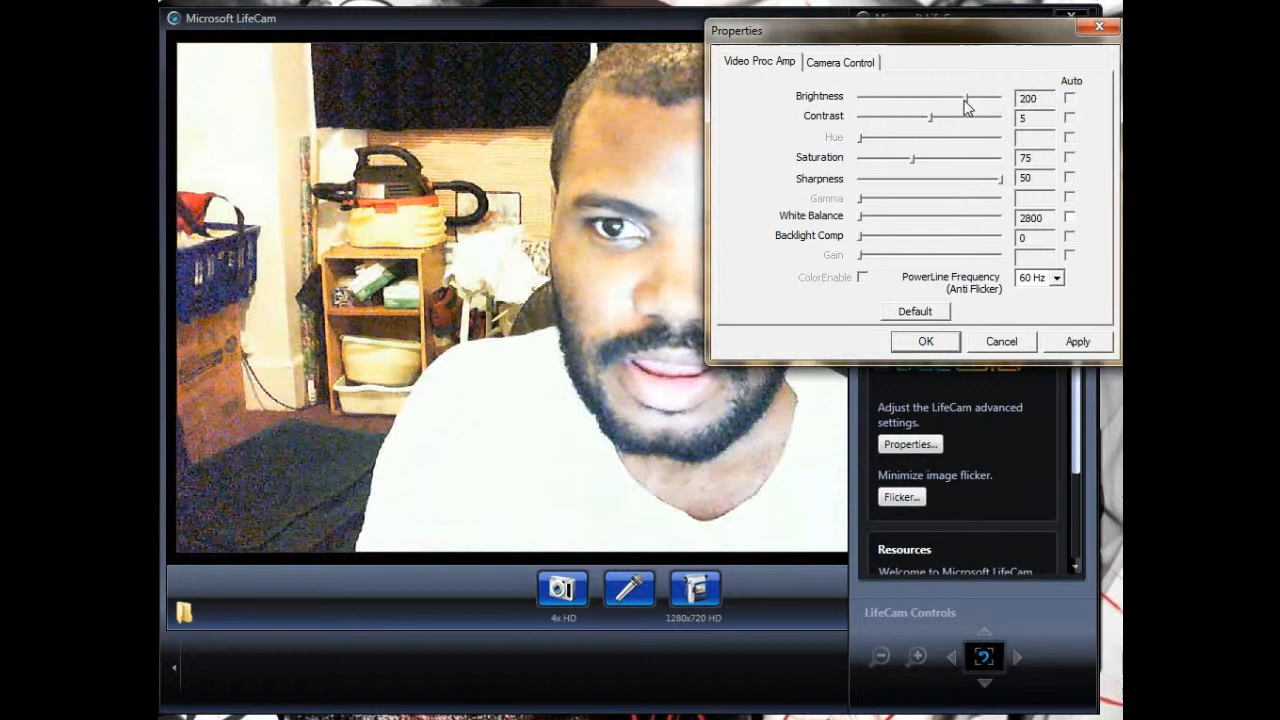 Microsoft LifeCam
Properties
Video Proc Amp
Camera Control
Auto
Brightness
200
Contrast
5
Hue
Saturation
75
Sharpness
50
Gamma
White Balance
2800
Backlight Comp
0
Gain
ColorEnable
PowerLine Frequency
(Anti Flicker)
60 Hz
Default
OK
Cancel
Apply
Adjust the LifeCam advanced
settings.
Properties...
Minimize image flicker.
Flicker...
Resources
Welcome to Microsoft LifeCam
LifeCam Controls
4x HD
1280x720 HD